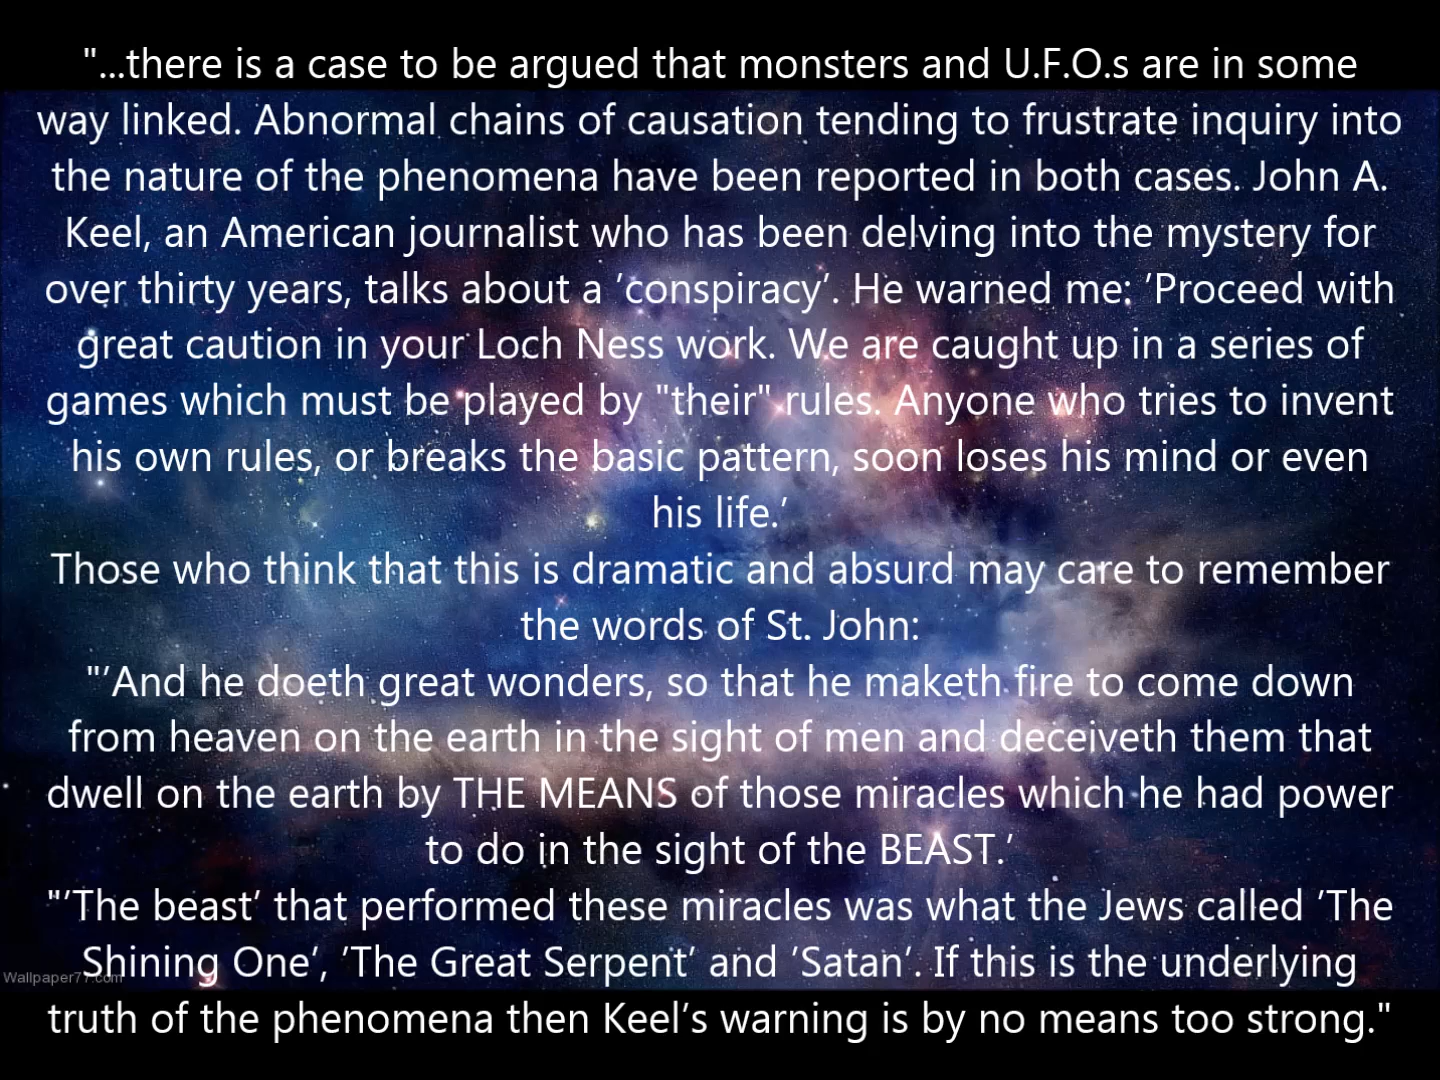 "...there is a case to be argued that monsters and U.F.O.s are in some
way linked. Abnormal chains of causation tending to frustrate inquiry into
the nature of the phenomena have been reported in both cases. John A.
Keel, an American journalist who has been delving into the mystery for
over thirty years, talks about a ’conspiracy’. He warned me: ’Proceed with
great caution in your Loch Ness work. We are caught up in a series of
games which must be played by "their" rules. Anyone who tries to invent
his own rules, or breaks the basic pattern, soon loses his mind or even
his life.’
Those who think that this is dramatic and absurd may care to remember
the words of St. John:
"’And he doeth great wonders, so that he maketh fire to come down
from heaven on the earth in the sight of men and deceiveth them that
dwell on the earth by THE MEANS of those miracles which he had power
to do in the sight of the BEAST.’
"’The beast’ that performed these miracles was what the Jews called ’The
Shining One’, ’The Great Serpent’ and ’Satan’. If this is the underlying
Wallpaper77.com
truth of the phenomena then Keel’s warning is by no means too strong."